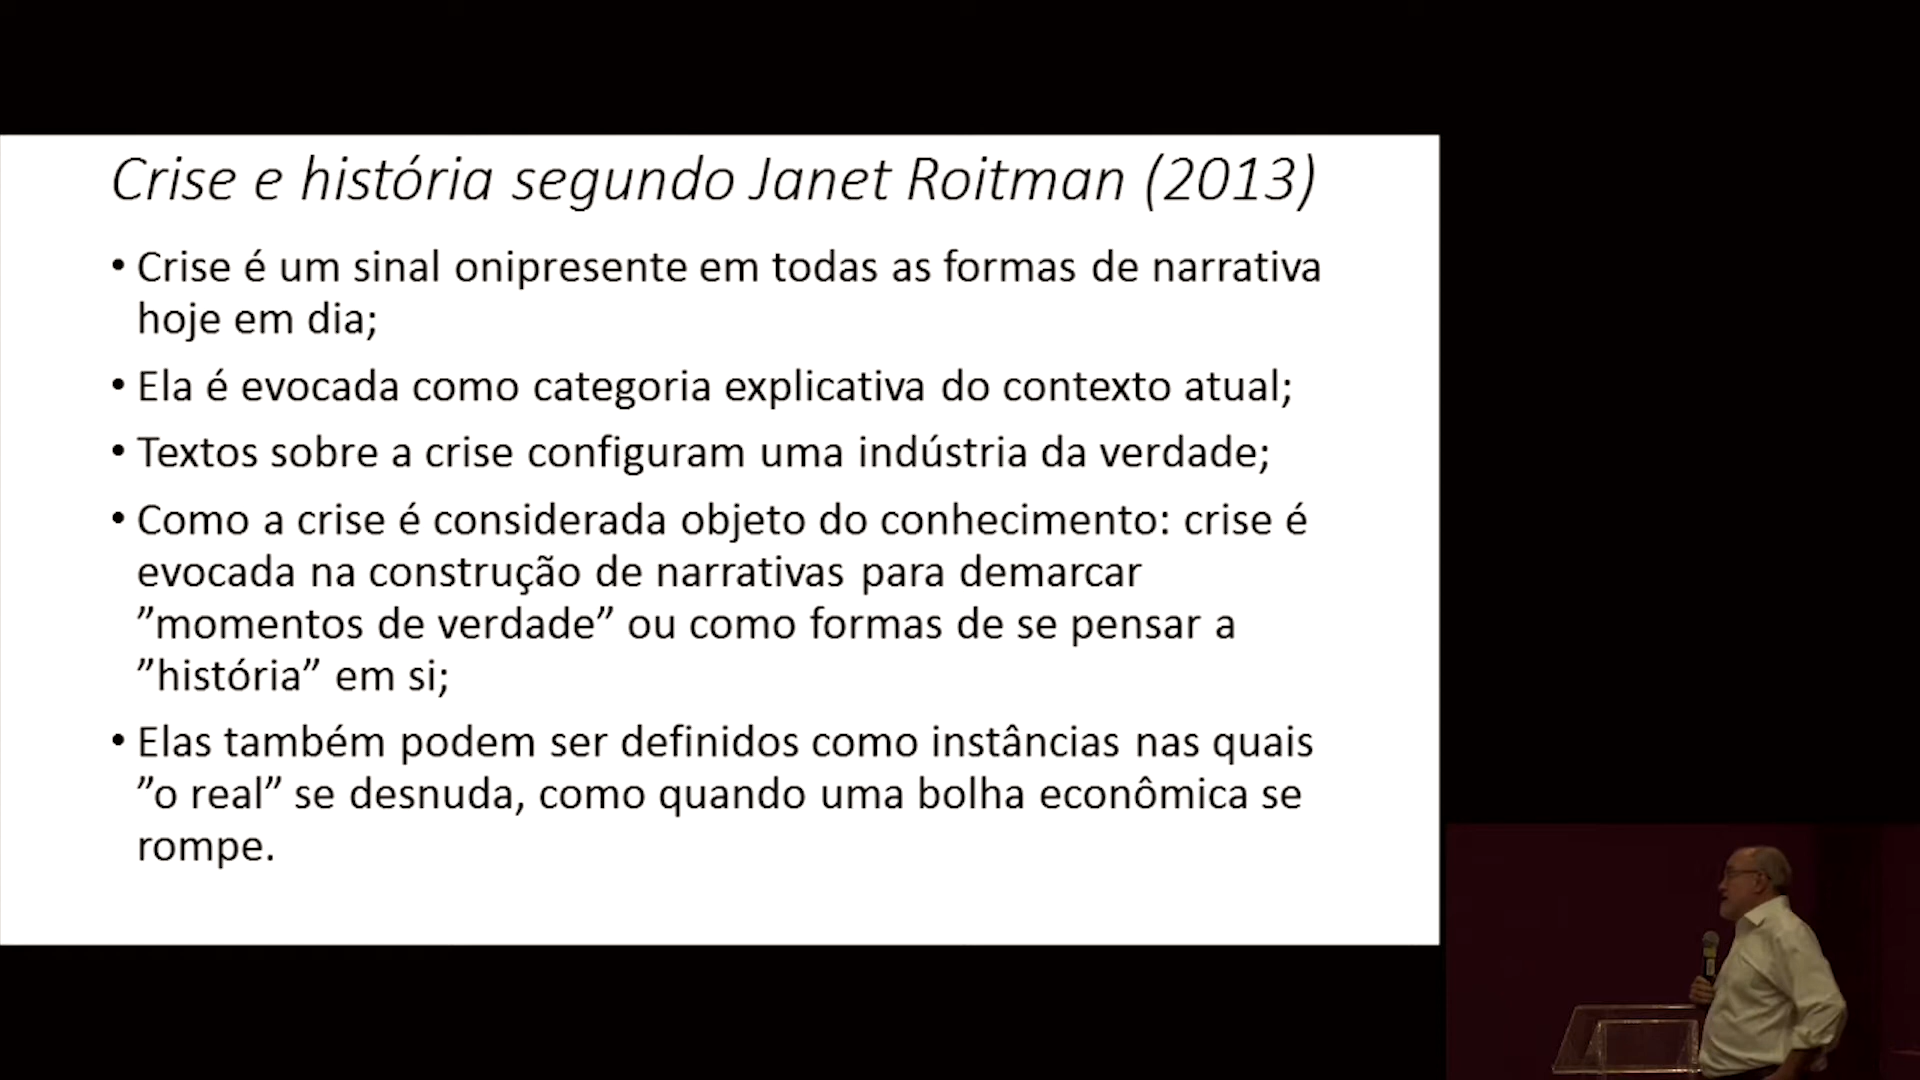 Crise e história segundo Janet Roitman (2013)
• Crise é um sinal onipresente em todas as formas de narrativa
hoje em dia;
• Ela é evocada como categoria explicativa do contexto atual;
• Textos sobre a crise configuram uma indústria da verdade;
• Como a crise é considerada objeto do conhecimento: crise é
evocada na construção de narrativas para demarcar
”momentos de verdade” ou como formas de se pensar a
”história” em si;
• Elas também podem ser definidos como instâncias nas quais
”o real” se desnuda, como quando uma bolha econômica se
rompe.